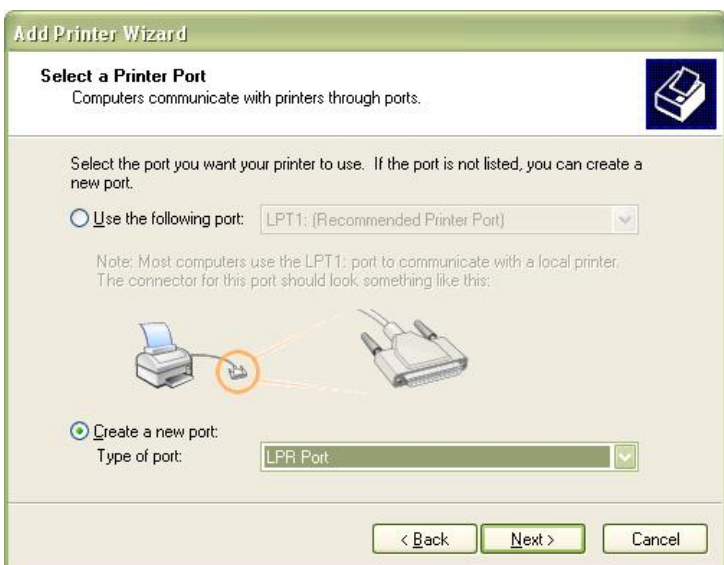 Add Printer Wizard
Select a Printer Port
Computers communicate with printers through ports.
Select the port you want your printer to use. If the port is not listed, you can create a
new port.
Use the following port: LPT1: (Recommended Printer Port)
Note: Most computers use the LPT1: port to communicate with a local printer.
The connector for this port should look something like this:
Create a new port:
Type of port: LPR Port
< Back Next > Cancel